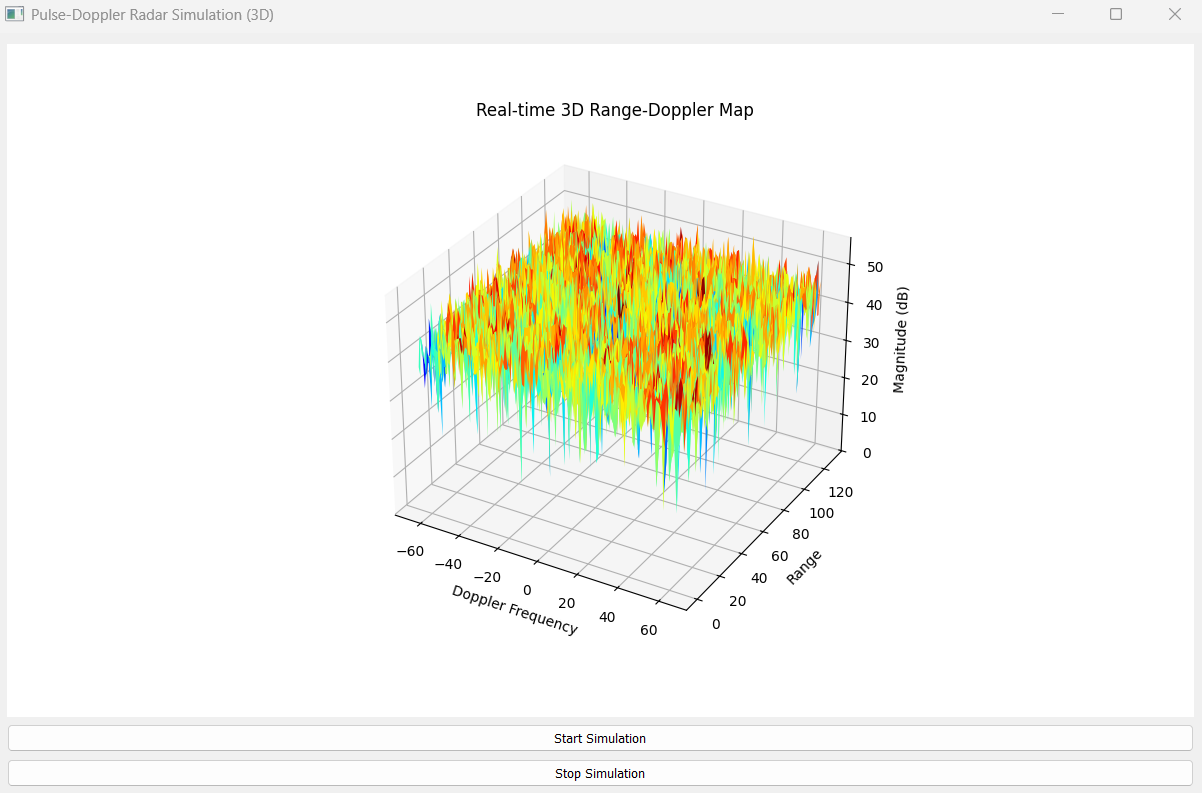 Pulse-Doppler Radar Simulation (3D)
Real-time 3D Range-Doppler Map
50
40
30
20
10
0
Magnitude (dB)
120
100
80
60
40
20
0
Range
−60
−40
−20
0
20
40
60
Doppler Frequency
Start Simulation
Stop Simulation